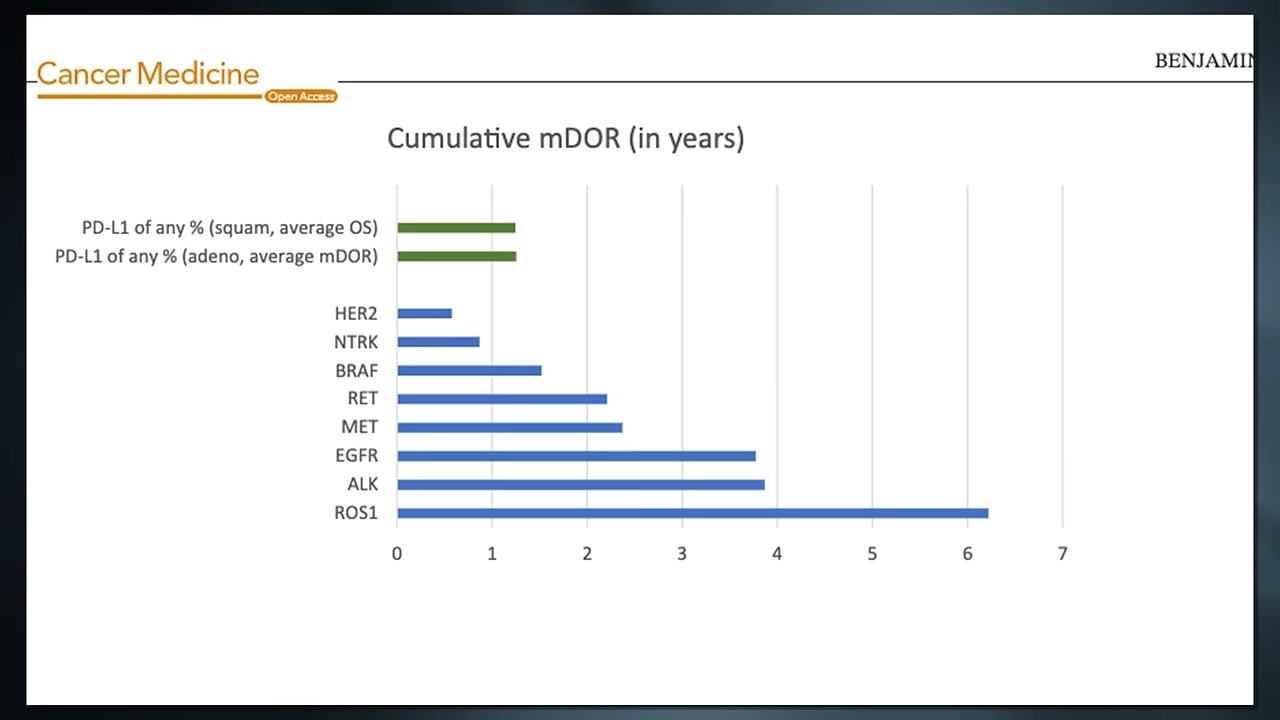 BENJAMIN
Cancer Medicine
Open Access
Cumulative mDOR (in years)
PD-L1 of any % (squam, average OS)
PD-L1 of any % (adeno, average mDOR)
HER2
NTRK
BRAF
RET
MET
EGFR
ALK
ROS1
0 1 2 3 4 5 6 7